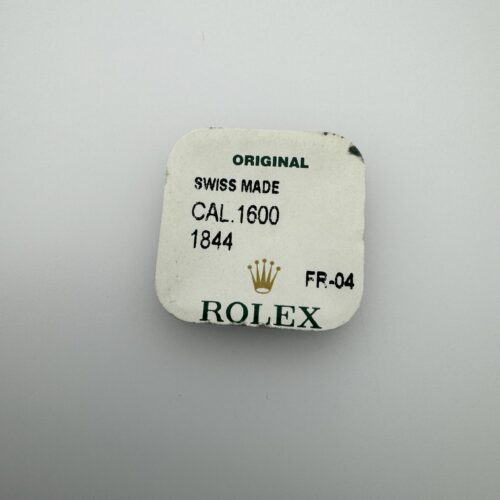 ORIGINAL
SWISS MADE
CAL.1600
1844
FR-04
ROLEX